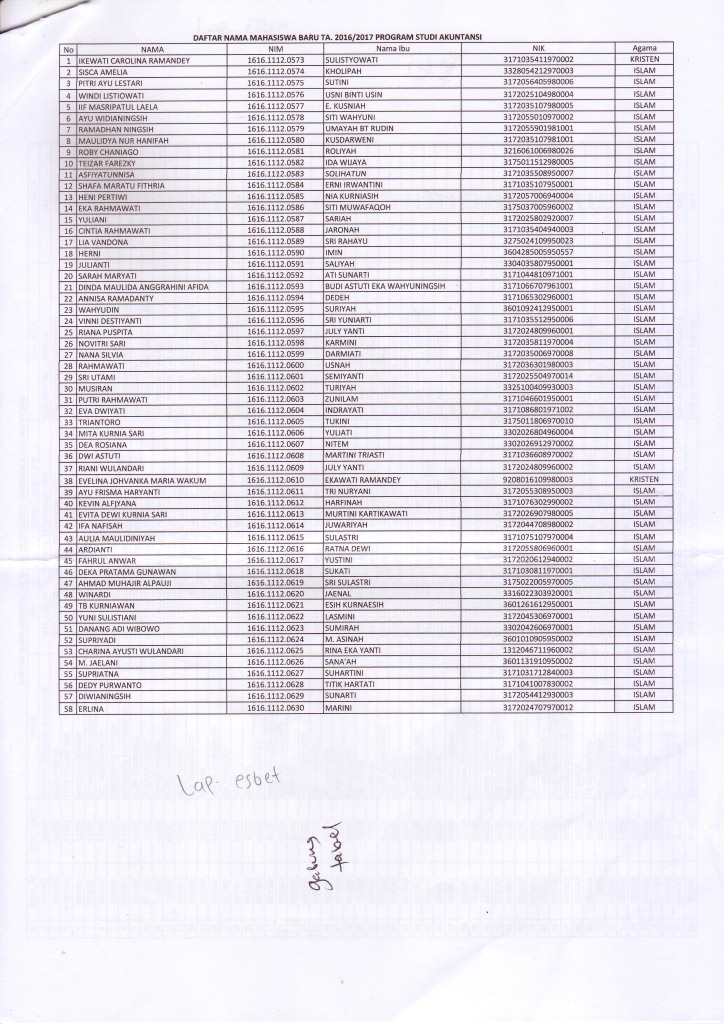 DAFTAR NAMA MAHASISWA BARU TA. 2016/2017 PROGRAM STUDI AKUNTANSI
No NAMA NIM Nama Ibu NIK Agama
1 IKEWATI CAROLINA RAMANDEY 1616.1112.0573 SULISTYOWATI 3171035411970002 KRISTEN
2 SISCA AMELIA 1616.1112.0574 KHOLIPAH 3328054212970003 ISLAM
3 PITRI AYU LESTARI 1616.1112.0575 SUTINI 3172056405980006 ISLAM
4 WINDI LISTIOWATI 1616.1112.0576 USNI BINTI USIN 3172025104980004 ISLAM
5 IIF MASRIPATUL LAELA 1616.1112.0577 E. KUSNIAH 3172035107980005 ISLAM
6 AYU WIDIANINGSIH 1616.1112.0578 SITI WAHYUNI 3172055010970002 ISLAM
7 RAMADHAN NINGSIH 1616.1112.0579 UMAYAH BT RUDIN 3172055901981001 ISLAM
8 MAULIDYA NUR HANIFAH 1616.1112.0580 KUSDARWENI 3172035107981001 ISLAM
9 ROBY CHANIAGO 1616.1112.0581 ROLIYAH 3216061006980026 ISLAM
10 TEIZAR FAREZKY 1616.1112.0582 IDA WIJAYA 3175011512980005 ISLAM
11 ASFIYATUNNISA 1616.1112.0583 SOLIHATUN 3171035508950007 ISLAM
12 SHAFA MARATU FITHRIA 1616.1112.0584 ERNI IRWANTINI 3171035107950001 ISLAM
13 HENI PERTIWI 1616.1112.0585 NIA KURNIASIH 3172057006940004 ISLAM
14 EKA RAHMAWATI 1616.1112.0586 SITI MUWAFAQOH 3175037005960002 ISLAM
15 YULIANI 1616.1112.0587 SARIAH 3172025802920007 ISLAM
16 CINTIA RAHMAWATI 1616.1112.0588 JARONAH 3171035404940003 ISLAM
17 LIA VANDONA 1616.1112.0589 SRI RAHAYU 3275024109950023 ISLAM
18 HERNI 1616.1112.0590 IMIN 3604285005950557 ISLAM
19 JULIANTI 1616.1112.0591 SALIYAH 3304035807950001 ISLAM
20 SARAH MARYATI 1616.1112.0592 ATI SUNARTI 3171044810971001 ISLAM
21 DINDA MAULIDA ANGGRAHINI AFIDA 1616.1112.0593 BUDI ASTUTI EKA WAHYUNINGSIH 3171066707961001 ISLAM
22 ANNISA RAMADANTY 1616.1112.0594 DEDEH 3171065302960001 ISLAM
23 WAHYUDIN 1616.1112.0595 SURIYAH 3601092412950001 ISLAM
24 VINNI DESTIYANTI 1616.1112.0596 SRI YUNIARTI 3171035512950006 ISLAM
25 RIANA PUSPITA 1616.1112.0597 JULY YANTI 3172024809960001 ISLAM
26 NOVITRI SARI 1616.1112.0598 KARMINI 3172035811970004 ISLAM
27 NANA SILVIA 1616.1112.0599 DARMIATI 3172035006970008 ISLAM
28 RAHMAWATI 1616.1112.0600 USNAH 3172036301980003 ISLAM
29 SRI UTAMI 1616.1112.0601 SEMIYANTI 3172025504970014 ISLAM
30 MUSIRAN 1616.1112.0602 TURIYAH 3325100409930003 ISLAM
31 PUTRI RAHMAWATI 1616.1112.0603 ZUNILAM 3171046601950001 ISLAM
32 EVA DWIYATI 1616.1112.0604 INDRAYATI 3171086801971002 ISLAM
33 TRIANTORO 1616.1112.0605 TUKINI 3175011806970010 ISLAM
34 MITA KURNIA SARI 1616.1112.0606 YULIATI 3302026804960004 ISLAM
35 DEA ROSIANA 1616.1112.0607 NITEM 3302026912970002 ISLAM
36 DWI ASTUTI 1616.1112.0608 MARTINI TRIASTI 3171036608970002 ISLAM
37 RIANI WULANDARI 1616.1112.0609 JULY YANTI 3172024809960002 ISLAM
38 EVELINA JOHVANKA MARIA WAKUM 1616.1112.0610 EKAWATI RAMANDEY 9208016109980003 KRISTEN
39 AYU FRISMA HARYANTI 1616.1112.0611 TRI NURYANI 3172055308950003 ISLAM
40 KEVIN ALFIYANA 1616.1112.0612 HARFINAH 3171076302990002 ISLAM
41 EVITA DEWI KURNIA SARI 1616.1112.0613 MURTINI KARTIKAWATI 3172026907980005 ISLAM
42 IFA NAFISAH 1616.1112.0614 JUWARIYAH 3172044708980002 ISLAM
43 AULIA MAULIDINIYAH 1616.1112.0615 SULASTRI 3171075107970004 ISLAM
44 ARDIANTI 1616.1112.0616 RATNA DEWI 3172055806960001 ISLAM
45 FAHRUL ANWAR 1616.1112.0617 YUSTINI 3172020612940002 ISLAM
46 DEKA PRATAMA GUNAWAN 1616.1112.0618 SUKATI 3171030811970001 ISLAM
47 AHMAD MUHAJIR ALPAUJI 1616.1112.0619 SRI SULASTRI 3175022005970005 ISLAM
48 WINARDI 1616.1112.0620 JAENAL 3316022303920001 ISLAM
49 TB KURNIAWAN 1616.1112.0621 ESIH KURNAESIH 3601261612950001 ISLAM
50 YUNI SULISTIANI 1616.1112.0622 LASMINI 3172045306970001 ISLAM
51 DANANG ADI WIBOWO 1616.1112.0623 SUMIRAH 3302042606970001 ISLAM
52 SUPRIYADI 1616.1112.0624 M. ASINAH 3601010905950002 ISLAM
53 CHARINA AYUSTI WULANDARI 1616.1112.0625 RINA EKA YANTI 1312046711960002 ISLAM
54 M. JAELANI 1616.1112.0626 SANA'AH 3601131910950002 ISLAM
55 SUPRIATNA 1616.1112.0627 SUHARTINI 3171031712840003 ISLAM
56 DEDY PURWANTO 1616.1112.0628 TITIK HARTATI 3171041007830002 ISLAM
57 DIWIANINGSIH 1616.1112.0629 SUNARTI 3172054412930003 ISLAM
58 ERLINA 1616.1112.0630 MARINI 3172024707970012 ISLAM
Lap- esbet
gabung
tabel